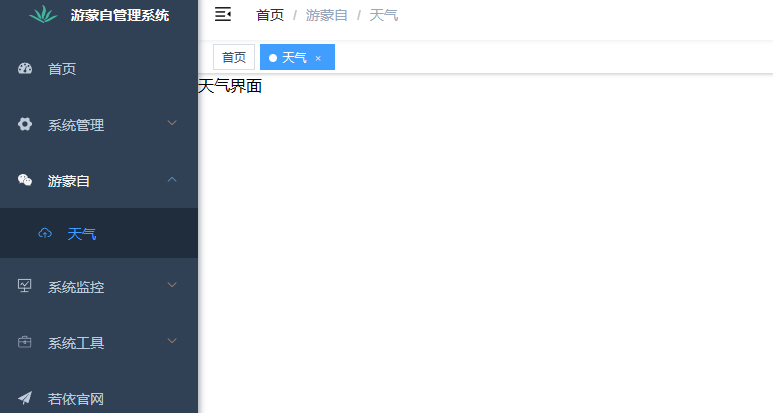 游蒙自管理系统
首页 / 游蒙自 / 天气
首页
天气 ×
首页
系统管理
游蒙自
天气
系统监控
系统工具
若依官网
天气界面